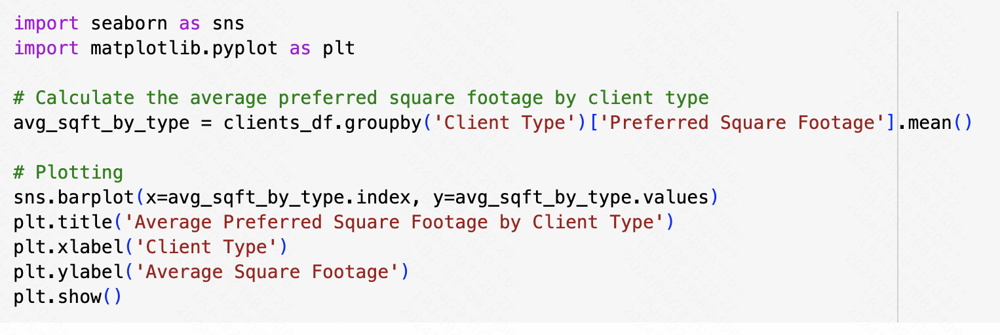 import seaborn as sns
import matplotlib.pyplot as plt
# Calculate the average preferred square footage by client type
avg_sqft_by_type = clients_df.groupby('Client Type')['Preferred Square Footage'].mean()
# Plotting
sns.barplot(x=avg_sqft_by_type.index, y=avg_sqft_by_type.values)
plt.title('Average Preferred Square Footage by Client Type')
plt.xlabel('Client Type')
plt.ylabel('Average Square Footage')
plt.show()